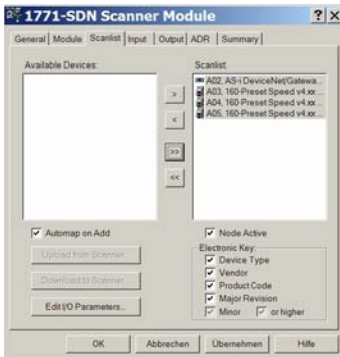 1771-SDN Scanner Module
General Module Scanlist Input Output ADR Summary
Available Devices:
Scanlist:
A02, AS-i DeviceNet/Gatewa...
A03, 160-Preset Speed v4.xx ...
A04, 160-Preset Speed v4.xx ...
A05, 160-Preset Speed v4.xx ...
>
<
>>
<<
Automap on Add
Node Active
Upload from Scanner...
Download to Scanner...
Edit I/O Parameters...
Electronic Key:
Device Type
Vendor
Product Code
Major Revision
Minor or higher
OK Abbrechen Übernehmen Hilfe